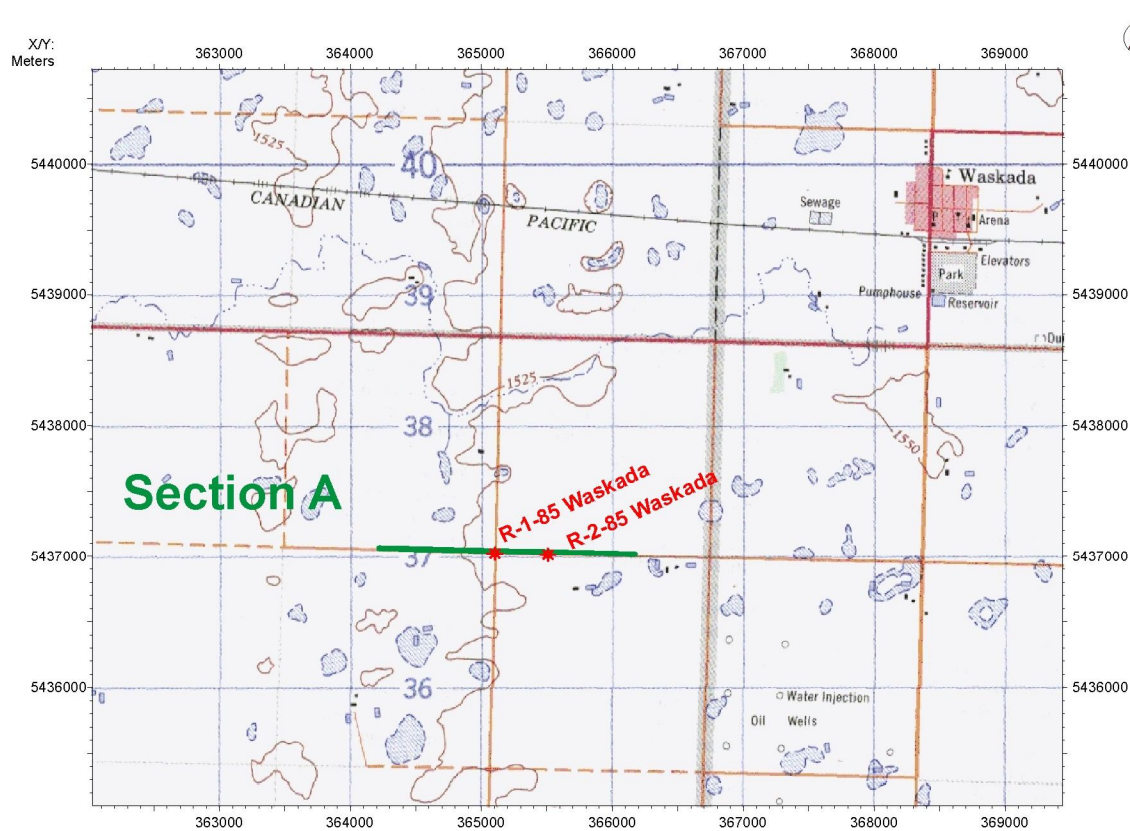 X/Y:
Meters
363000 364000 365000 366000 367000 368000 369000
1525
5440000 40 5440000
Waskada
CANADIAN
PACIFIC
Sewage
Arena
Elevators
Park
5439000 39 5439000
Pumphouse
Reservoir
1525
5438000 38 5438000
1550
Section A
R-1-85 Waskada
R-2-85 Waskada
5437000 37 5437000
5436000 36 5436000
Water Injection
Oil Wells
363000 364000 365000 366000 367000 368000 369000